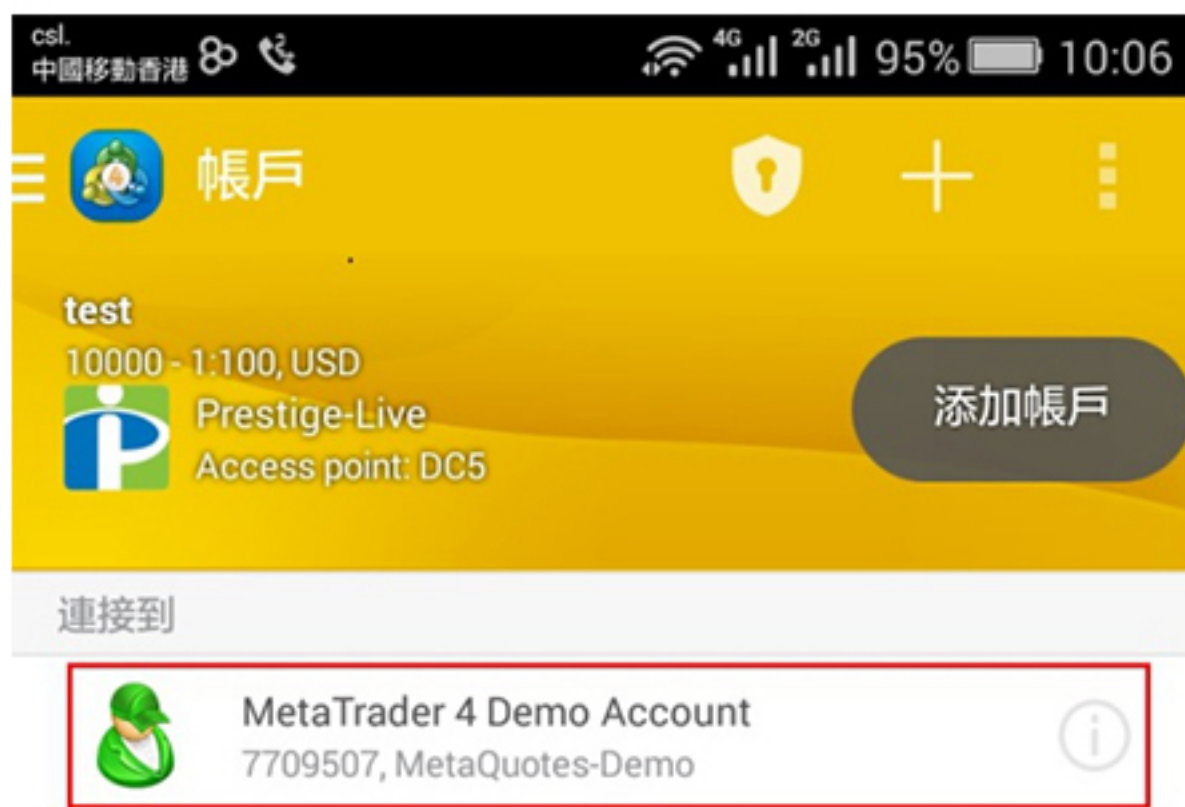 csl.
中國移動香港 4G 2G 95% 10:06
4 帳戶
test
10000 - 1:100, USD
Prestige-Live
Access point: DC5
添加帳戶
連接到
MetaTrader 4 Demo Account
7709507, MetaQuotes-Demo